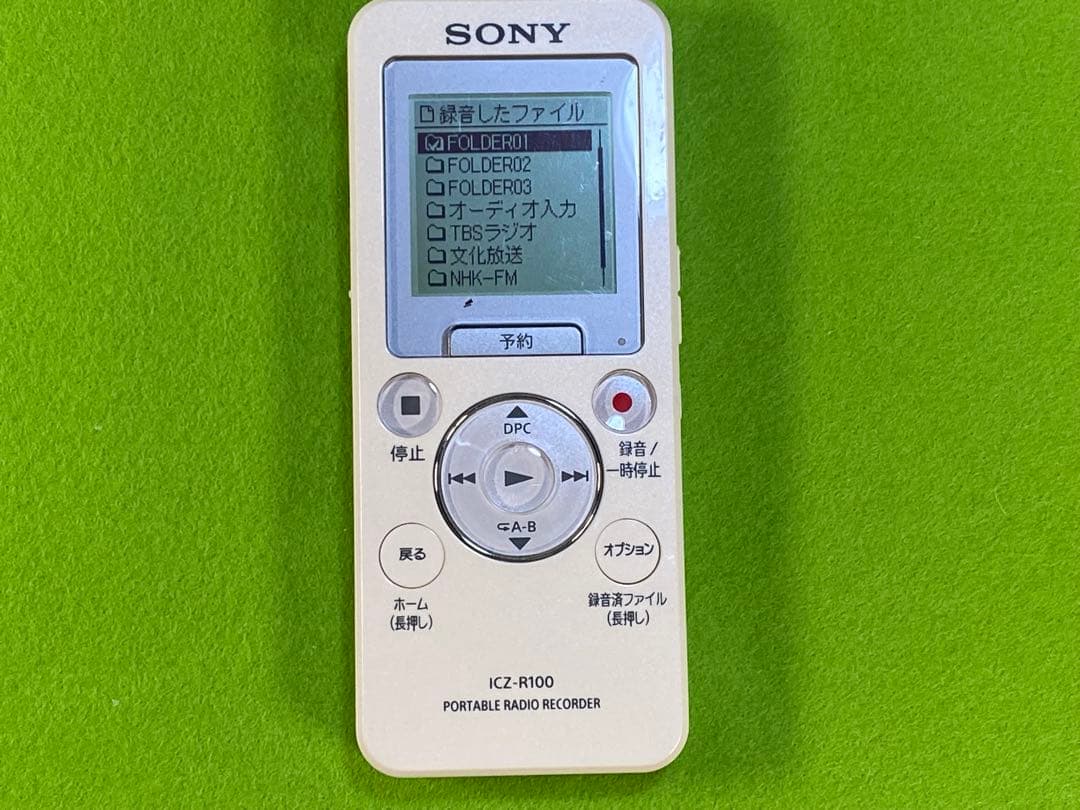 SONY
録音したファイル
FOLDER01
FOLDER02
FOLDER03
オーディオ入力
TBSラジオ
文化放送
NHK-FM
予約
DPC
停止
録音/
一時停止
A-B
戻る
オプション
ホーム
(長押し)
録音済ファイル
(長押し)
ICZ-R100
PORTABLE RADIO RECORDER